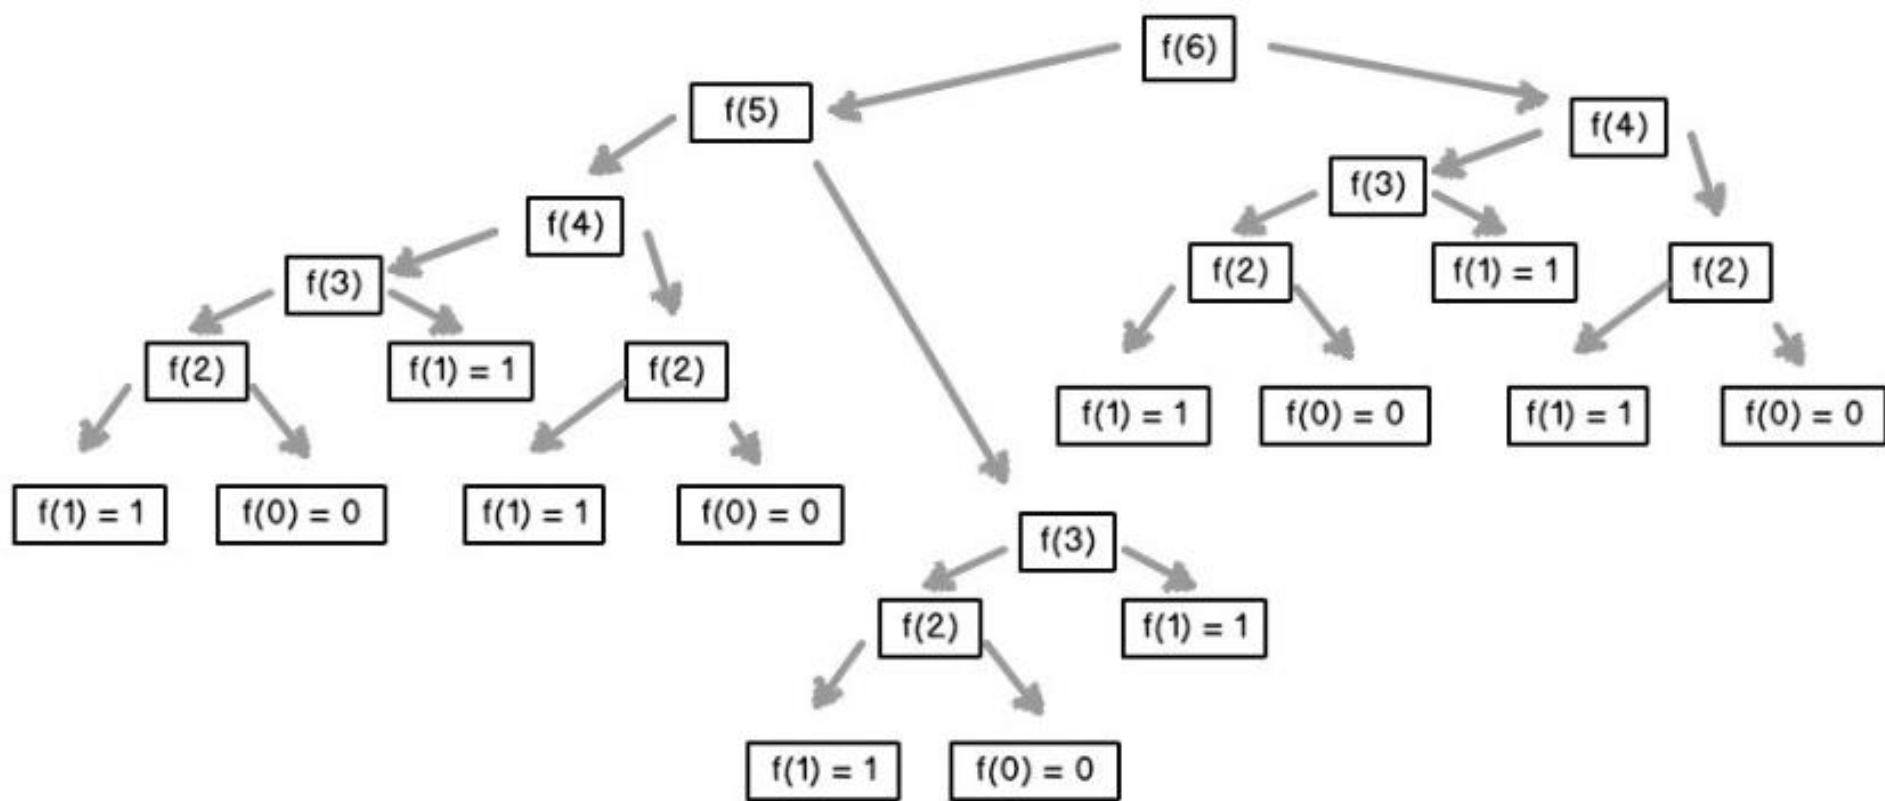 f(6)
f(5)
f(4)
f(3)
f(4)
f(2)
f(1) = 1
f(2)
f(3)
f(2)
f(1) = 1
f(2)
f(1) = 1
f(0) = 0
f(1) = 1
f(0) = 0
f(1) = 1
f(0) = 0
f(1) = 1
f(0) = 0
f(3)
f(2)
f(1) = 1
f(1) = 1
f(0) = 0